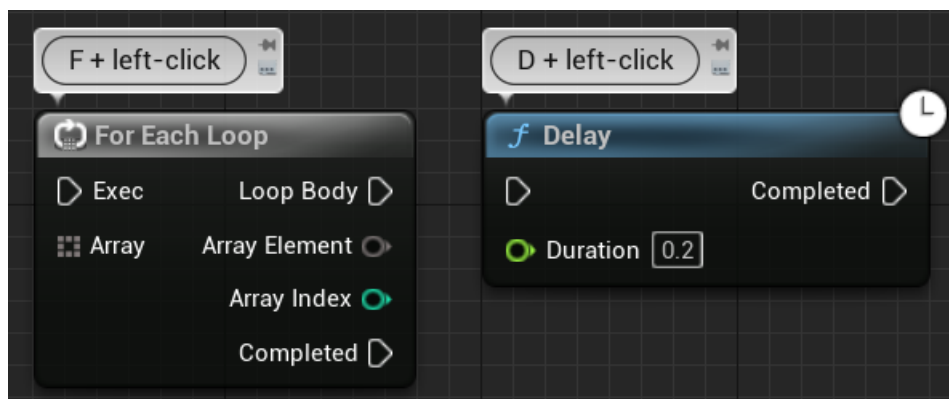 F + left-click
For Each Loop
Exec
Loop Body
Array
Array Element
Array Index
Completed
D + left-click
f Delay
Completed
Duration 0.2